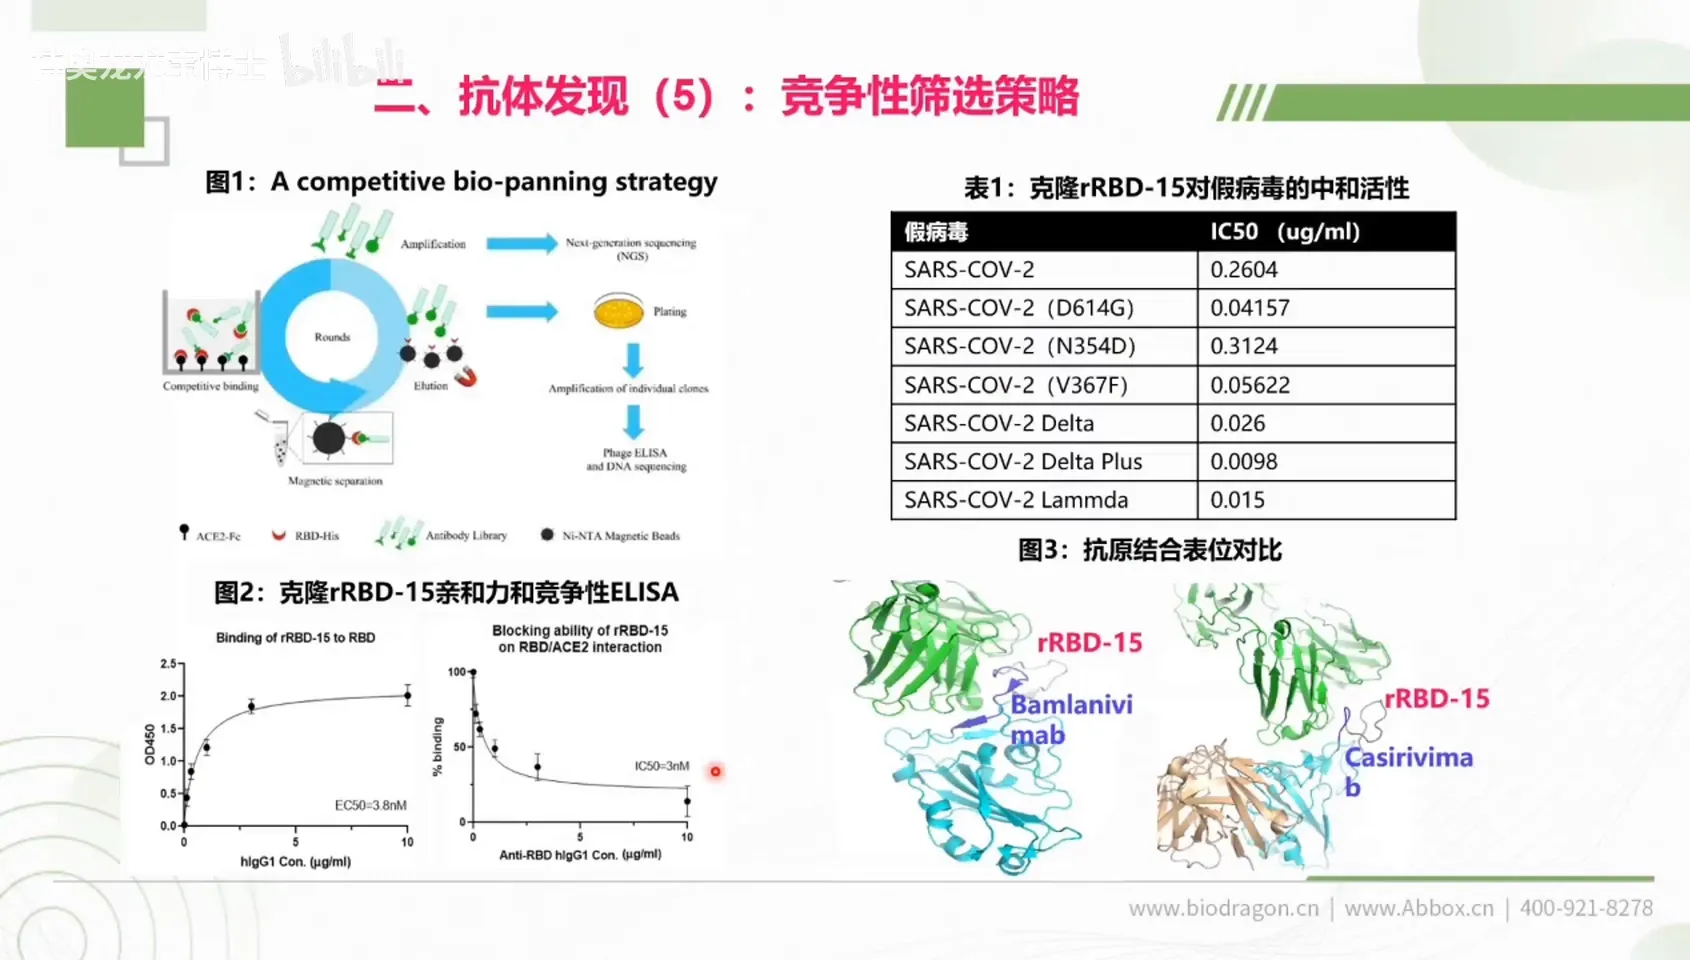 bilibili
二、抗体发现（5）：竞争性筛选策略
图1：A competitive bio-panning strategy
Amplification
Next-generation sequencing
(NGS)
Rounds
Plating
Competitive binding
Elution
Amplification of individual clones
Magnetic separation
Phage ELISA
and DNA sequencing
ACE2-Fc
RBD-His
Antibody Library
Ni-NTA Magnetic Beads
表1：克隆rRBD-15对假病毒的中和活性
假病毒 IC50 （ug/ml）
SARS-COV-2 0.2604
SARS-COV-2（D614G） 0.04157
SARS-COV-2（N354D） 0.3124
SARS-COV-2（V367F） 0.05622
SARS-COV-2 Delta 0.026
SARS-COV-2 Delta Plus 0.0098
SARS-COV-2 Lammda 0.015
图2：克隆rRBD-15亲和力和竞争性ELISA
Binding of rRBD-15 to RBD
OD450
2.5
2.0
1.5
1.0
0.5
0.0
EC50=3.8nM
0 5 10
hIgG1 Con. (μg/ml)
Blocking ability of rRBD-15
on RBD/ACE2 interaction
% binding
100
50
0
IC50=3nM
0 5 10
Anti-RBD hIgG1 Con. (μg/ml)
图3：抗原结合表位对比
rRBD-15
Bamlanivi
mab
rRBD-15
Casirivima
b
www.biodragon.cn | www.Abbox.cn | 400-921-8278